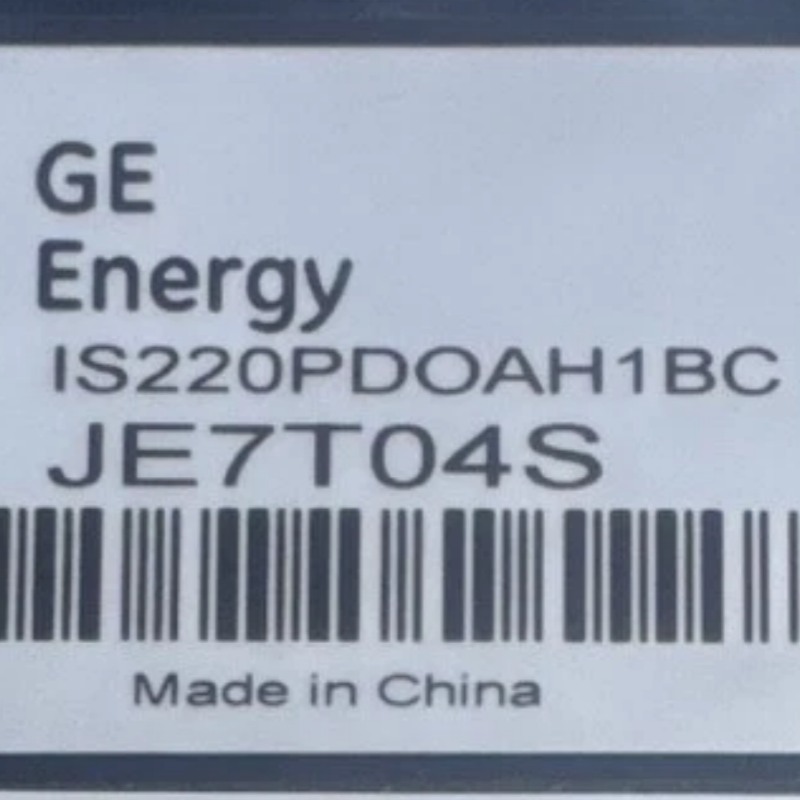 GE
Energy
IS220PDOAH1BC
JE7T04S
Made in China